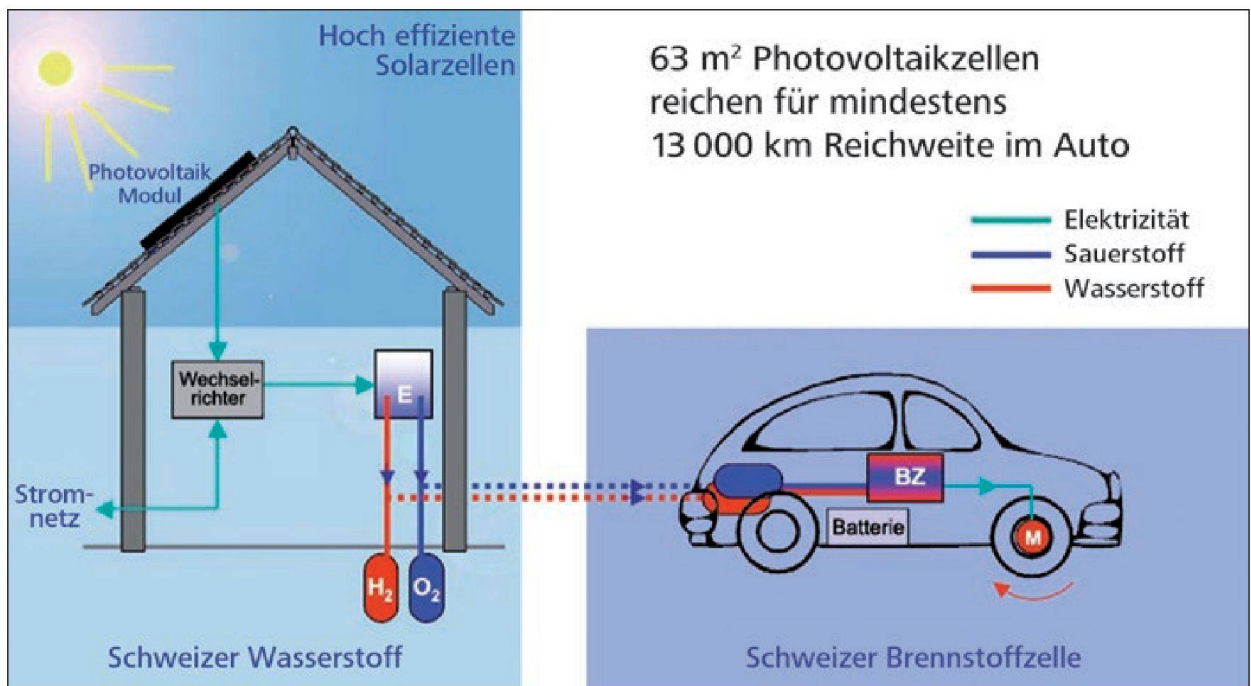 Hoch effiziente
Solarzellen
Photovoltaik
Modul
Wechsel-
richter
E
Strom-
netz
H₂
O₂
Schweizer Wasserstoff
63 m² Photovoltaikzellen
reichen für mindestens
13 000 km Reichweite im Auto
Elektrizität
Sauerstoff
Wasserstoff
BZ
Batterie
M
Schweizer Brennstoffzelle